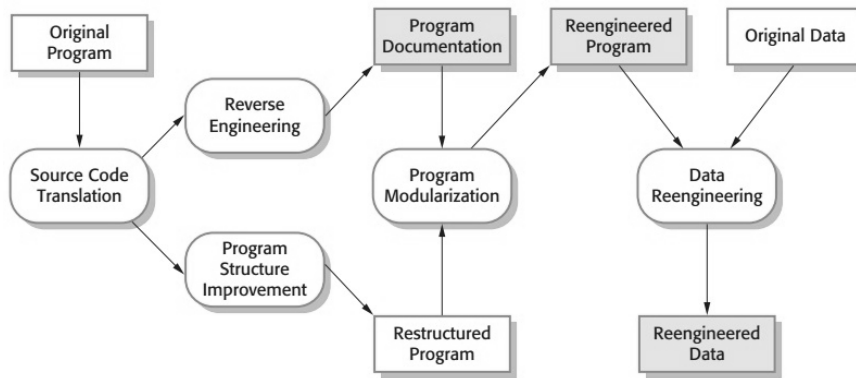 Original
Program
Program
Documentation
Reengineered
Program
Original Data
Reverse
Engineering
Source Code
Translation
Program
Modularization
Data
Reengineering
Program
Structure
Improvement
Restructured
Program
Reengineered
Data